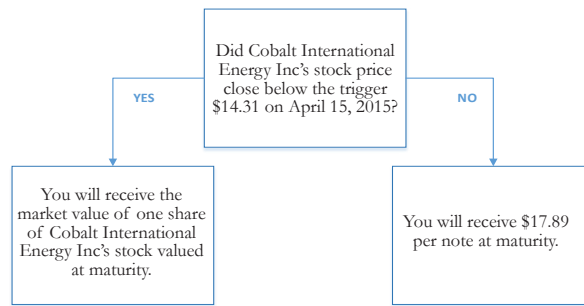 Did Cobalt International
Energy Inc's stock price
close below the trigger
$14.31 on April 15, 2015?
YES
NO
You will receive the
market value of one share
of Cobalt International
Energy Inc's stock valued
at maturity.
You will receive $17.89
per note at maturity.